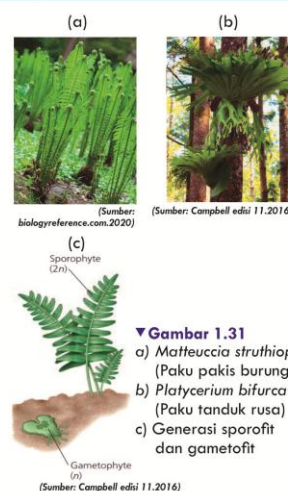 (a)
(b)
(Sumber:
biologyreference.com.2020)
(Sumber: Campbell edisi 11.2016
(c)
Sporophyte
(2n)
Gametophyte
(n)
(Sumber: Campbell edisi 11.2016)
▼Gambar 1.31
a) Matteuccia struthiop
(Paku pakis burung
b) Platycerium bifurca
(Paku tanduk rusa)
c) Generasi sporofit
dan gametofit